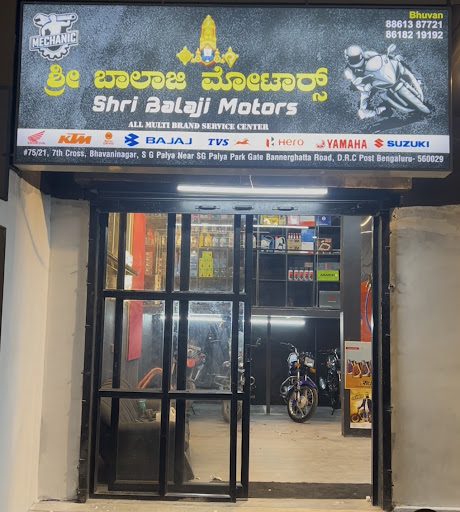 Bhuvan
88613 87721
86182 19192
MECHANIC
ಶ್ರೀ ಬಾಲಾಜಿ ಮೋಟಾರ್ಸ್
Shri Balaji Motors
ALL MULTI BRAND SERVICE CENTER
HONDA KTM BAJAJ TVS Hero YAMAHA SUZUKI
#75/21, 7th Cross, Bhavaninagar, S G Palya Near SG Palya Park Gate Bannerghatta Road, D.R.C Post Bengaluru- 560029